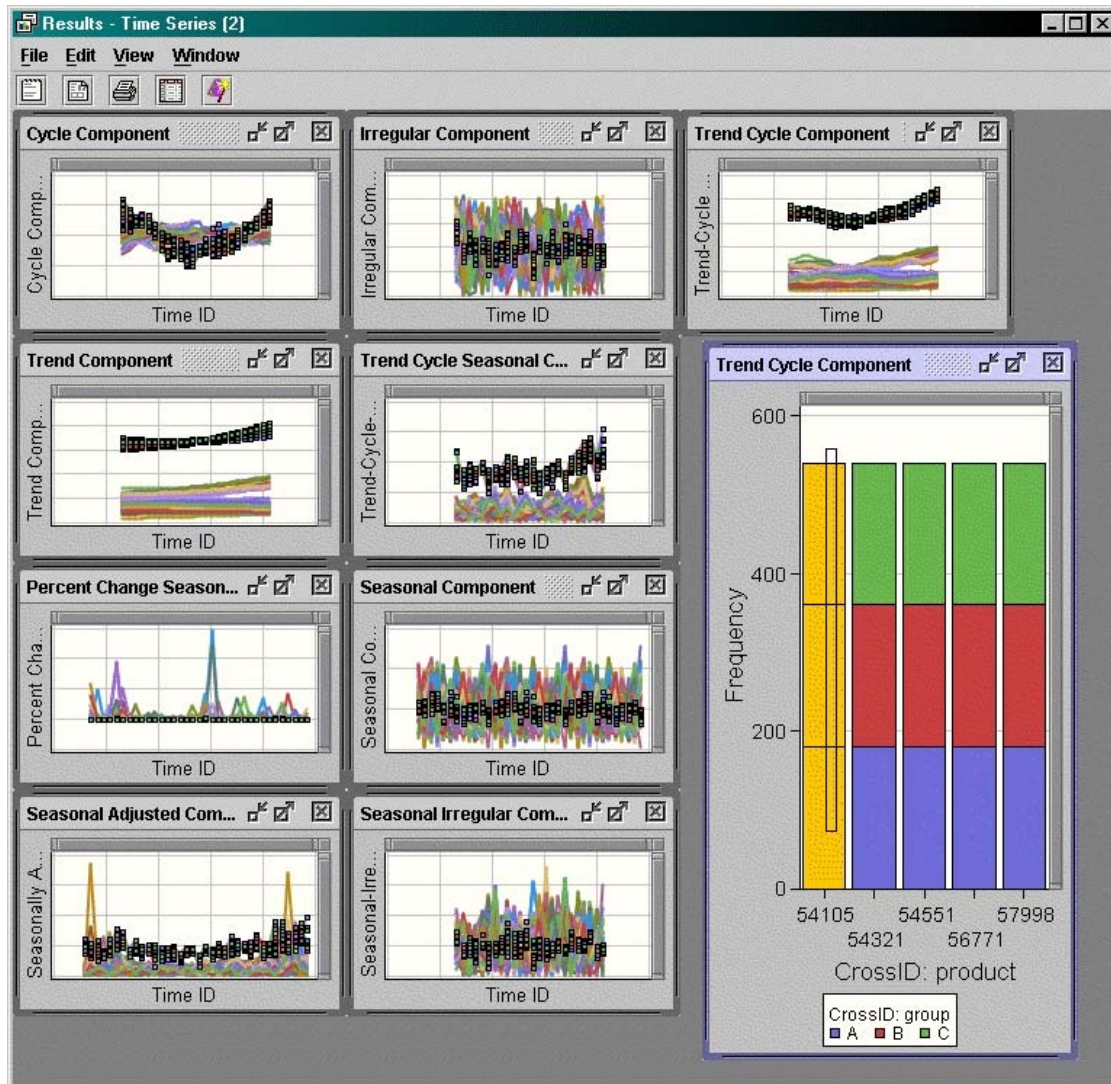 Results - Time Series (2)
File Edit View Window
Cycle Component
Cycle Comp...
Time ID
Irregular Component
Irregular Com...
Time ID
Trend Cycle Component
Trend-Cycle ...
Time ID
Trend Component
Trend Comp...
Time ID
Trend Cycle Seasonal C...
Trend-Cycle-...
Time ID
Trend Cycle Component
600
400
200
0
Frequency
54105 54551 57998
54321 56771
CrossID: product
CrossID: group
A B C
Percent Change Season...
Percent Cha...
Time ID
Seasonal Component
Seasonal Co...
Time ID
Seasonal Adjusted Com...
Seasonally A...
Time ID
Seasonal Irregular Com...
Seasonal-Irre...
Time ID